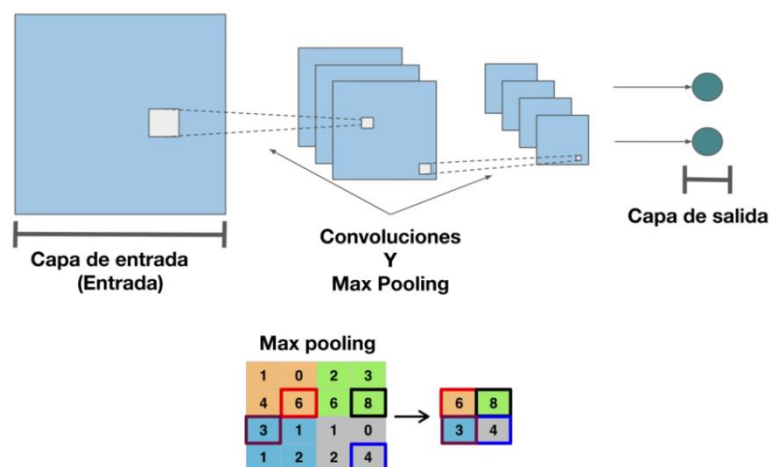 Capa de entrada
(Entrada)
Convoluciones
Y
Max Pooling
Capa de salida
Max pooling
1 0 2 3
4 6 6 8
3 1 1 0
1 2 2 4
6 8
3 4